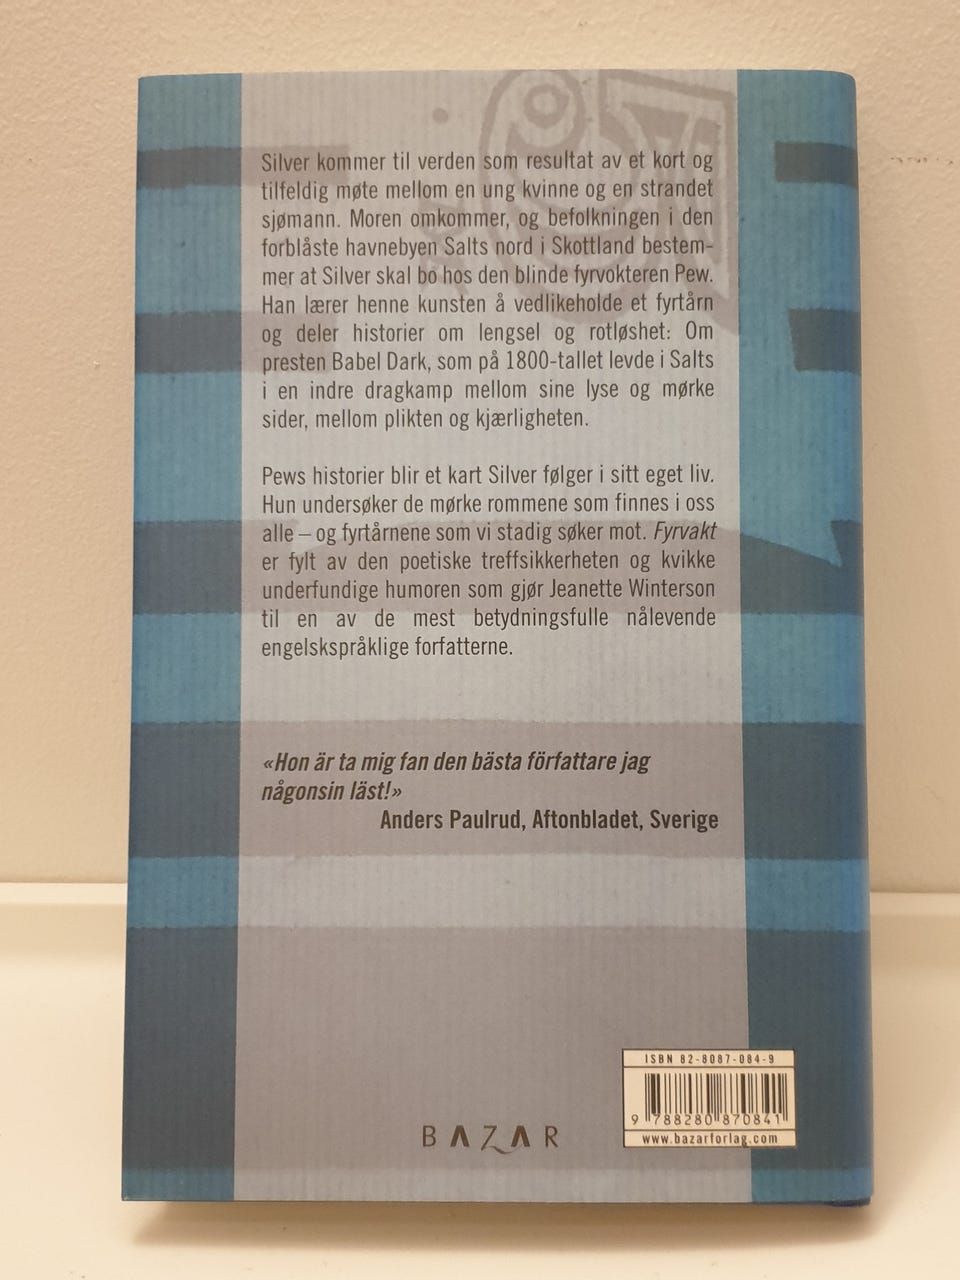 Silver kommer til verden som resultat av et kort og
tilfeldig møte mellom en ung kvinne og en strandet
sjømann. Moren omkommer, og befolkningen i den
forblåste havnebyen Salts nord i Skottland bestem-
mer at Silver skal bo hos den blinde fyrvokteren Pew.
Han lærer henne kunsten å vedlikeholde et fyrtårn
og deler historier om lengsel og rotløshet: Om
presten Babel Dark, som på 1800-tallet levde i Salts
i en indre dragkamp mellom sine lyse og mørke
sider, mellom plikten og kjærligheten.
Pews historier blir et kart Silver følger i sitt eget liv.
Hun undersøker de mørke rommene som finnes i oss
alle – og fyrtårnene som vi stadig søker mot. Fyrvakt
er fylt av den poetiske treffsikkerheten og kvikke
underfundige humoren som gjør Jeanette Winterson
til en av de mest betydningsfulle nålevende
engelskspråklige forfatterne.
«Hon är ta mig fan den bästa författare jag
någonsin läst!»
Anders Paulrud, Aftonbladet, Sverige
ISBN 82-8087-084-9
9 788280 870841
www.bazarforlag.com
BAZAR